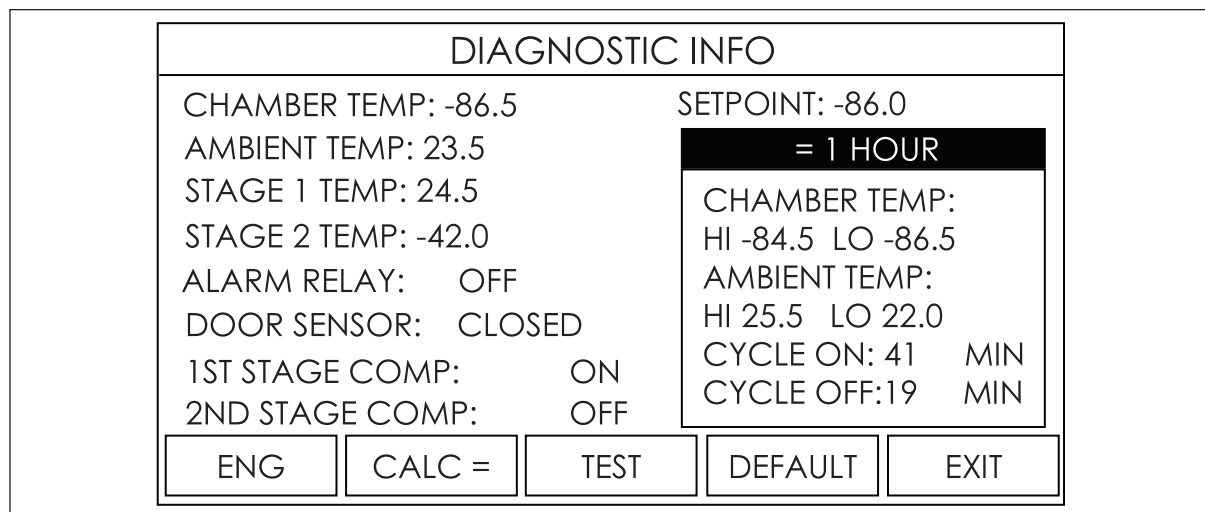 DIAGNOSTIC INFO
CHAMBER TEMP: -86.5
AMBIENT TEMP: 23.5
STAGE 1 TEMP: 24.5
STAGE 2 TEMP: -42.0
ALARM RELAY: OFF
DOOR SENSOR: CLOSED
1ST STAGE COMP: ON
2ND STAGE COMP: OFF
SETPOINT: -86.0
= 1 HOUR
CHAMBER TEMP:
HI -84.5 LO -86.5
AMBIENT TEMP:
HI 25.5 LO 22.0
CYCLE ON: 41 MIN
CYCLE OFF:19 MIN
ENG CALC = TEST DEFAULT EXIT